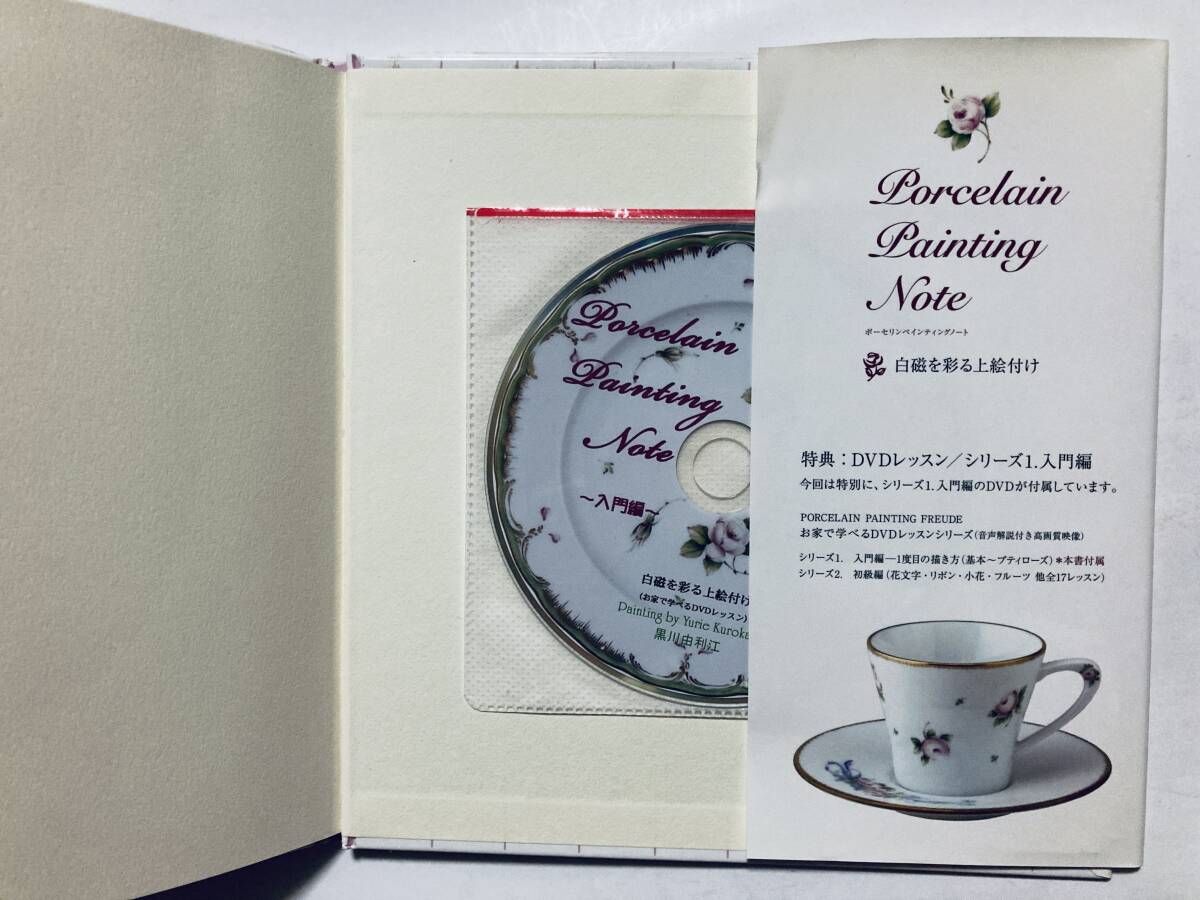 Porcelain
Painting
Note
～入門編～
白磁を彩る上絵付け
(お家で学べるDVDレッスン)
Painting by Yurie
黒川由利江
Porcelain
Painting
Note
ポーセリンペインティングノート
白磁を彩る上絵付け
特典：DVDレッスン／シリーズ1.入門編
今回は特別に、シリーズ1.入門編のDVDが付属しています。
PORCELAIN PAINTING FREUDE
お家で学べるDVDレッスンシリーズ(音声解説付き高画質映像)
シリーズ1. 入門編―1度目の描き方(基本～プティローズ)＊本書付属
シリーズ2. 初級編(花文字・リボン・小花・フルーツ 他全17レッスン)